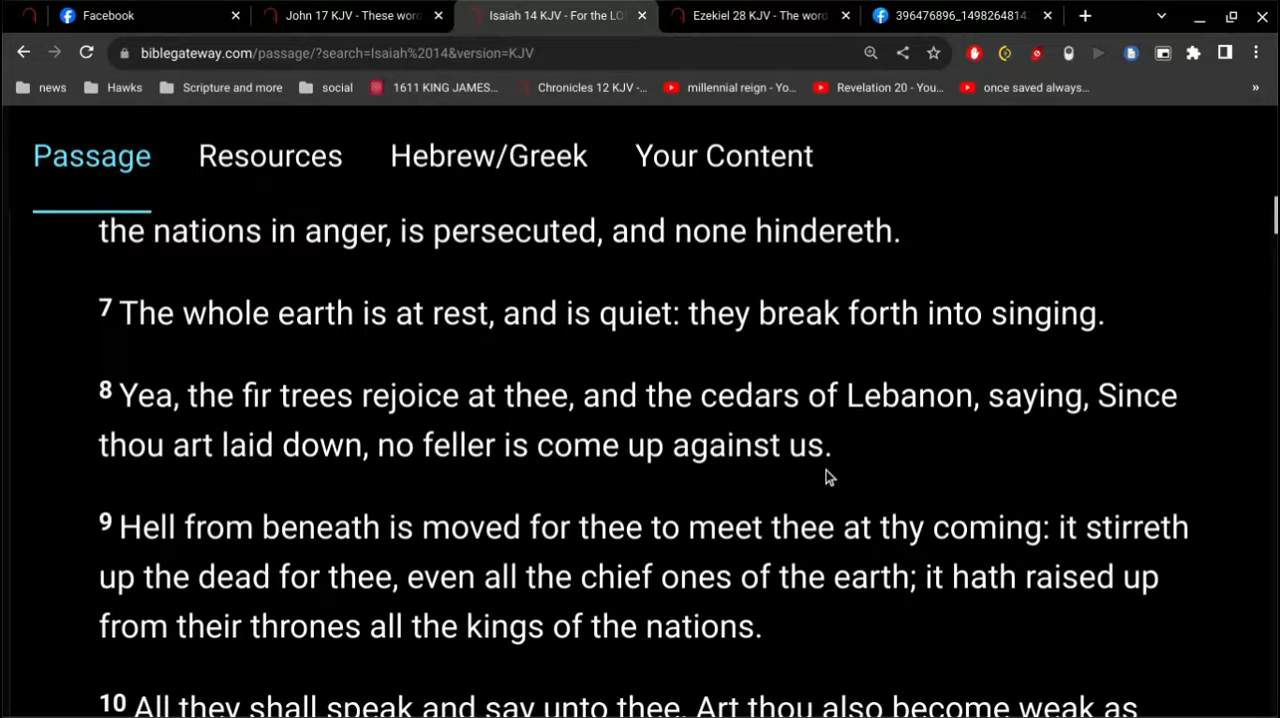 Facebook
John 17 KJV - These word
Isaiah 14 KJV - For the LO
Ezekiel 28 KJV - The word
396476896_149826481
biblegateway.com/passage/?search=Isaiah%2014&version=KJV
news
Hawks
Scripture and more
social
1611 KING JAMES...
Chronicles 12 KJV -...
millennial reign - Yo...
Revelation 20 - You...
once saved always...
»
Passage
Resources
Hebrew/Greek
Your Content
the nations in anger, is persecuted, and none hindereth.
7 The whole earth is at rest, and is quiet: they break forth into singing.
8 Yea, the fir trees rejoice at thee, and the cedars of Lebanon, saying, Since
thou art laid down, no feller is come up against us.
9 Hell from beneath is moved for thee to meet thee at thy coming: it stirreth
up the dead for thee, even all the chief ones of the earth; it hath raised up
from their thrones all the kings of the nations.
10 All they shall speak and say unto thee, Art thou also become weak as